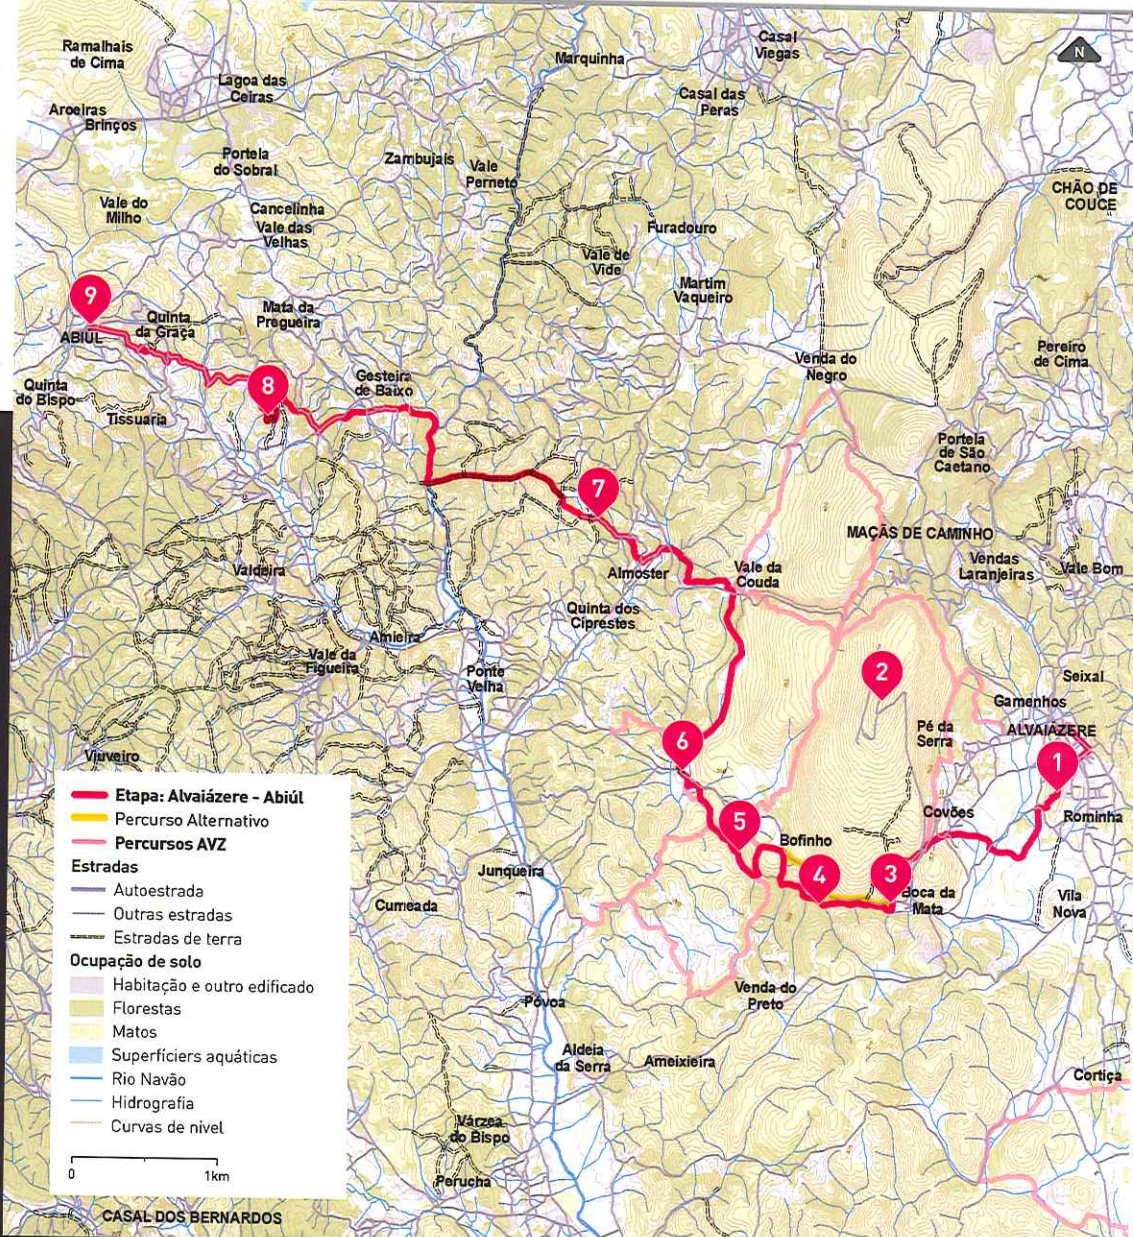 Ramalhais
de Cima
Lagoa das
Ceiras
Aroeiras
Brinços
Marquinha
Casal
Viegas
N
Casal das
Peras
Portela
do Sobral
Zambujais
Vale
Perneto
Vale do
Milho
Cancelinha
Vale das
Velhas
CHÃO DE
COUCE
Furadouro
Vale de
Vide
Martim
Vaqueiro
9
ABIÚL
Quinta
da Graça
Mata da
Pregueira
Pereiro
de Cima
Venda do
Negro
Quinta
do Bispo
8
Gesteira
de Baixo
Tissuaria
Portela
de São
Caetano
7
MAÇÃS DE CAMINHO
Vendas
Laranjeiras
Vale Bom
Valdeira
Almoster
Vale da
Couda
Quinta dos
Ciprestes
Amieira
Vale da
Figueira
Ponte
Velha
2
Seixal
Gamenhos
ALVAIÁZERE
Pé da
Serra
6
1
Viuveiro
5
Bofinho
Covões
Rominha
4
3
Boca da
Mata
Vila
Nova
Junqueira
Cumeada
Venda do
Preto
Póvoa
Aldeia
da Serra
Ameixieira
Cortiça
Várzea
do Bispo
Perucha
Etapa: Alvaiázere - Abiúl
Percurso Alternativo
Percursos AVZ
Estradas
Autoestrada
Outras estradas
Estradas de terra
Ocupação de solo
Habitação e outro edificado
Florestas
Matos
Superfíciers aquáticas
Rio Navão
Hidrografia
Curvas de nível
0 1km
CASAL DOS BERNARDOS